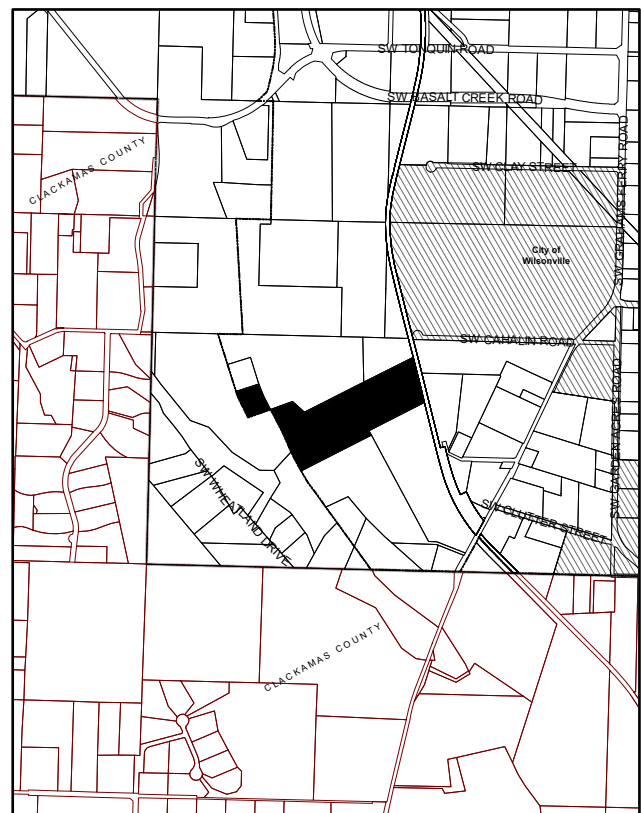 SW TONQUIN ROAD
SW BASALT CREEK ROAD
CLACKAMAS COUNTY
SW CLAY STREET
SW GRAHAMS FERRY ROAD
City of
Wilsonville
SW CAHALIN ROAD
SW GARDEN ACRES ROAD
SW WHEATLAND DRIVE
SW CLUTTER STREET
CLACKAMAS COUNTY